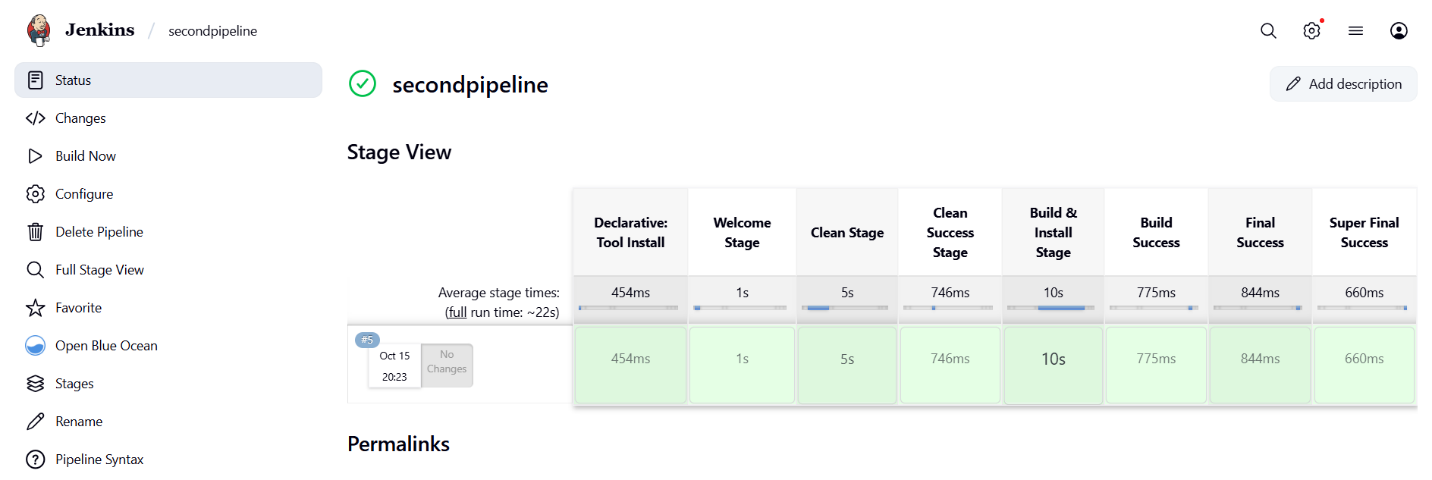 Jenkins / secondpipeline
Status
Changes
Build Now
Configure
Delete Pipeline
Full Stage View
Favorite
Open Blue Ocean
Stages
Rename
Pipeline Syntax
secondpipeline
Add description
Stage View
Declarative:
Tool Install
Welcome
Stage
Clean Stage
Clean
Success
Stage
Build &
Install
Stage
Build
Success
Final
Success
Super Final
Success
Average stage times:
(full run time: ~22s)
454ms
1s
5s
746ms
10s
775ms
844ms
660ms
#5
Oct 15
20:23
No
Changes
454ms
1s
5s
746ms
10s
775ms
844ms
660ms
Permalinks